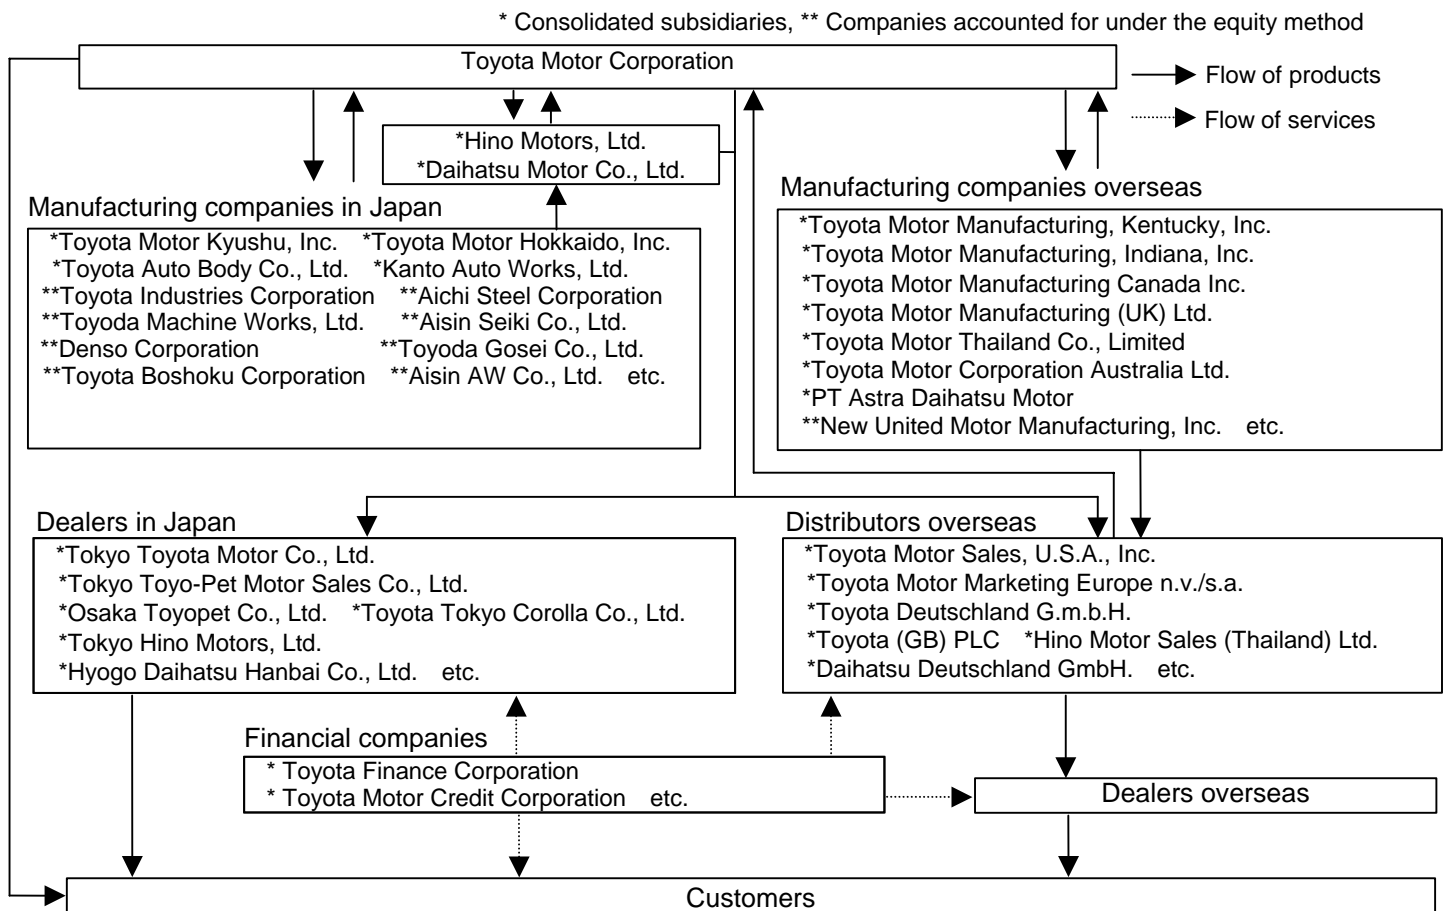 * Consolidated subsidiaries, ** Companies accounted for under the equity method
Toyota Motor Corporation
Flow of products
Flow of services
*Hino Motors, Ltd.
*Daihatsu Motor Co., Ltd.
Manufacturing companies in Japan
*Toyota Motor Kyushu, Inc. *Toyota Motor Hokkaido, Inc.
*Toyota Auto Body Co., Ltd. *Kanto Auto Works, Ltd.
**Toyota Industries Corporation **Aichi Steel Corporation
**Toyoda Machine Works, Ltd. **Aisin Seiki Co., Ltd.
**Denso Corporation **Toyoda Gosei Co., Ltd.
**Toyota Boshoku Corporation **Aisin AW Co., Ltd. etc.
Manufacturing companies overseas
*Toyota Motor Manufacturing, Kentucky, Inc.
*Toyota Motor Manufacturing, Indiana, Inc.
*Toyota Motor Manufacturing Canada Inc.
*Toyota Motor Manufacturing (UK) Ltd.
*Toyota Motor Thailand Co., Limited
*Toyota Motor Corporation Australia Ltd.
*PT Astra Daihatsu Motor
**New United Motor Manufacturing, Inc. etc.
Dealers in Japan
*Tokyo Toyota Motor Co., Ltd.
*Tokyo Toyo-Pet Motor Sales Co., Ltd.
*Osaka Toyopet Co., Ltd. *Toyota Tokyo Corolla Co., Ltd.
*Tokyo Hino Motors, Ltd.
*Hyogo Daihatsu Hanbai Co., Ltd. etc.
Distributors overseas
*Toyota Motor Sales, U.S.A., Inc.
*Toyota Motor Marketing Europe n.v./s.a.
*Toyota Deutschland G.m.b.H.
*Toyota (GB) PLC *Hino Motor Sales (Thailand) Ltd.
*Daihatsu Deutschland GmbH. etc.
Financial companies
* Toyota Finance Corporation
* Toyota Motor Credit Corporation etc.
Dealers overseas
Customers